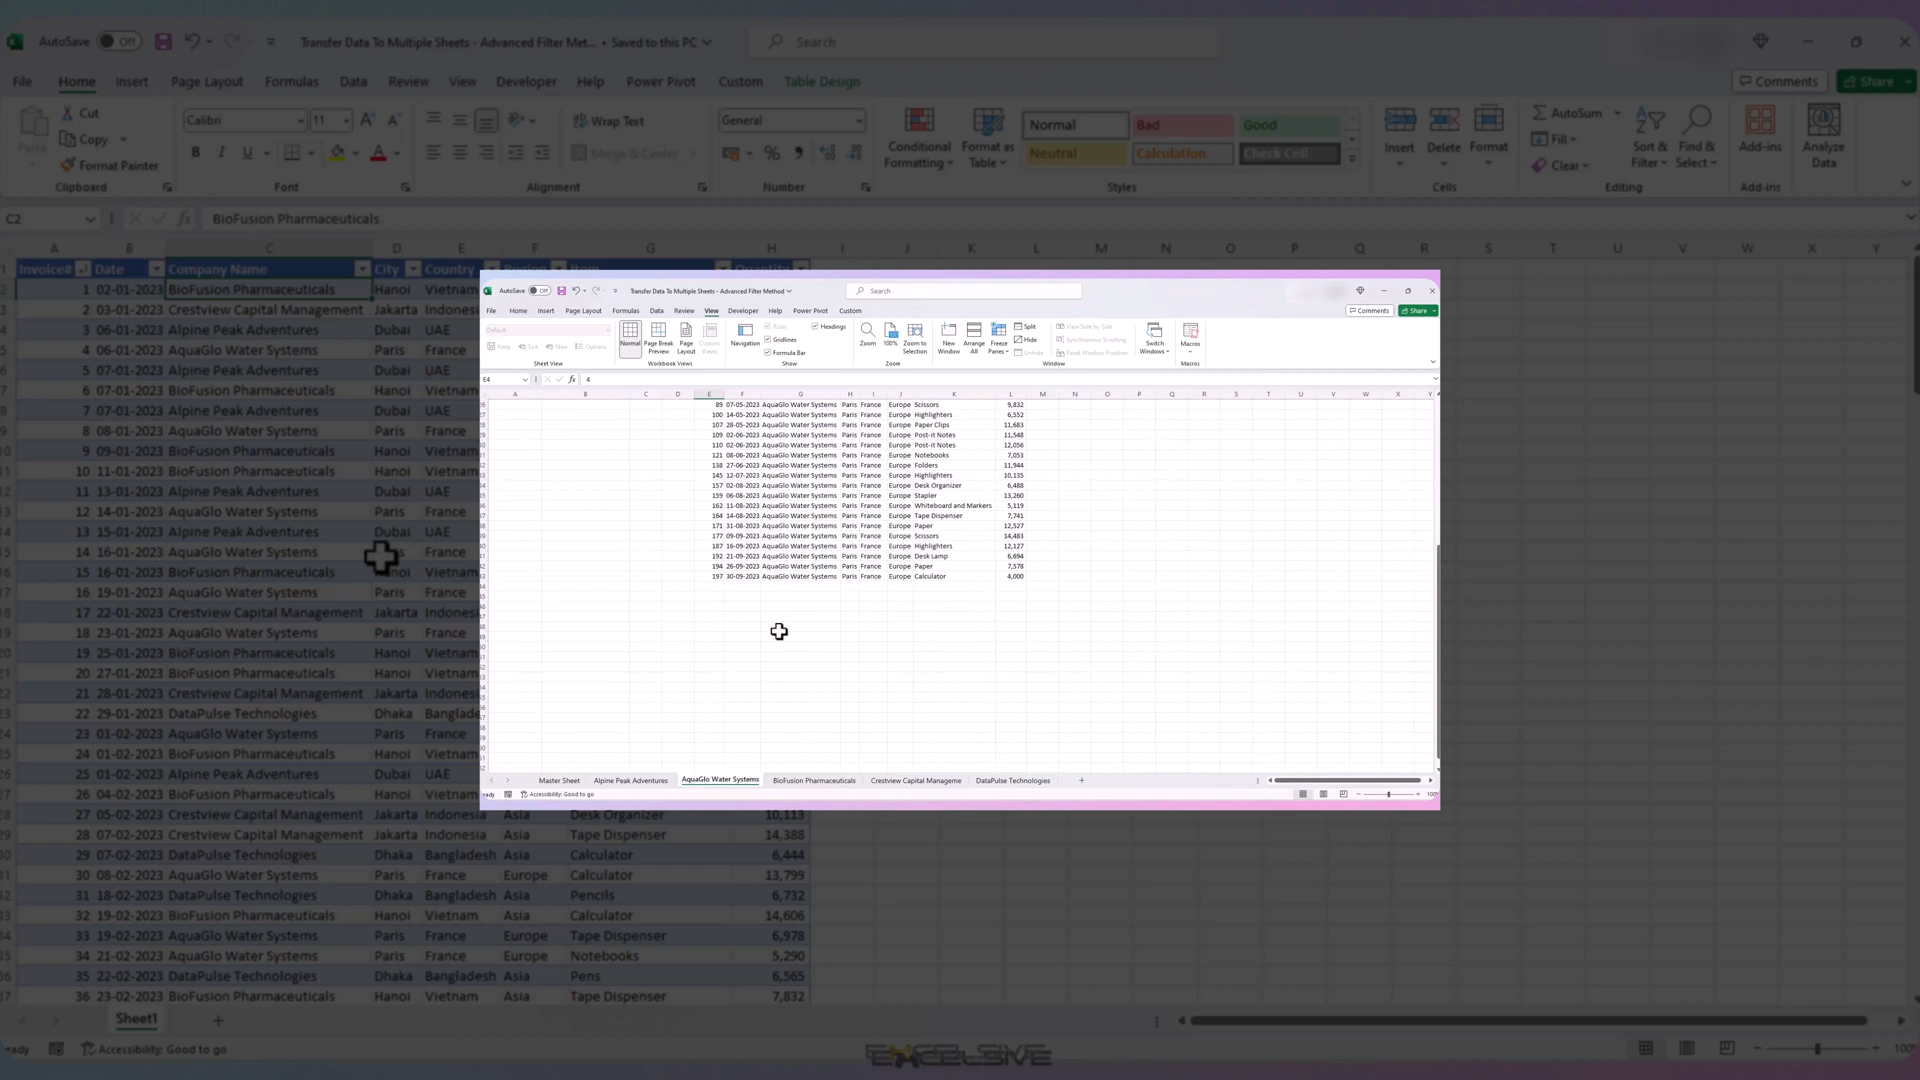 AutoSave Off Transfer Data To Multiple Sheets - Advanced Filter Met... • Saved to this PC Search
File Home Insert Page Layout Formulas Data Review View Developer Help Power Pivot Custom Table Design Comments Share
Cut
Copy
Paste
Format Painter
Clipboard
Calibri 11
B I U
Font
Wrap Text
Merge & Center
Alignment
General
Number
Conditional Formatting
Format as Table
Normal Bad Good
Neutral Calculation Check Cell
Styles
Insert Delete Format
Cells
AutoSum
Fill
Clear
Sort & Filter
Find & Select
Editing
Add-ins
Add-ins
Analyze Data
C2 fx BioFusion Pharmaceuticals
A B C D E F G H I J K L M N O P Q R S T U V W X Y
Invoice# Date Company Name City Country
1 02-01-2023 BioFusion Pharmaceuticals Hanoi Vietnam
2 03-01-2023 Crestview Capital Management Jakarta Indones
3 06-01-2023 Alpine Peak Adventures Dubai UAE
4 06-01-2023 AquaGlo Water Systems Paris France
5 07-01-2023 Alpine Peak Adventures Dubai UAE
6 07-01-2023 BioFusion Pharmaceuticals Hanoi Vietnam
7 07-01-2023 Alpine Peak Adventures Dubai UAE
8 08-01-2023 AquaGlo Water Systems Paris France
9 09-01-2023 BioFusion Pharmaceuticals Hanoi Vietnam
10 11-01-2023 BioFusion Pharmaceuticals Hanoi Vietnam
11 13-01-2023 Alpine Peak Adventures Dubai UAE
12 14-01-2023 AquaGlo Water Systems Paris France
13 15-01-2023 Alpine Peak Adventures Dubai UAE
14 16-01-2023 AquaGlo Water Systems France
15 16-01-2023 BioFusion Pharmaceuticals Vietnam
16 19-01-2023 AquaGlo Water Systems Paris France
17 22-01-2023 Crestview Capital Management Jakarta Indones
18 23-01-2023 AquaGlo Water Systems Paris France
19 25-01-2023 BioFusion Pharmaceuticals Hanoi Vietnam
20 27-01-2023 BioFusion Pharmaceuticals Hanoi Vietnam
21 28-01-2023 Crestview Capital Management Jakarta Indones
22 29-01-2023 DataPulse Technologies Dhaka Banglade
23 01-02-2023 AquaGlo Water Systems Paris France
24 01-02-2023 BioFusion Pharmaceuticals Hanoi Vietnam
25 01-02-2023 Alpine Peak Adventures Dubai UAE
26 04-02-2023 BioFusion Pharmaceuticals Hanoi Vietnam
27 05-02-2023 Crestview Capital Management Jakarta Indonesia Asia Desk Organizer 10,113
28 07-02-2023 Crestview Capital Management Jakarta Indonesia Asia Tape Dispenser 14,388
29 07-02-2023 DataPulse Technologies Dhaka Bangladesh Asia Calculator 6,444
30 08-02-2023 AquaGlo Water Systems Paris France Europe Calculator 13,799
31 18-02-2023 DataPulse Technologies Dhaka Bangladesh Asia Pencils 6,732
32 19-02-2023 BioFusion Pharmaceuticals Hanoi Vietnam Asia Calculator 14,606
33 19-02-2023 AquaGlo Water Systems Paris France Europe Tape Dispenser 6,978
34 21-02-2023 AquaGlo Water Systems Paris France Europe Notebooks 5,290
35 22-02-2023 DataPulse Technologies Dhaka Bangladesh Asia Pens 6,565
36 23-02-2023 BioFusion Pharmaceuticals Hanoi Vietnam Asia Tape Dispenser 7,832
Sheet1
Accessibility: Good to go
EXCELSIVE
AutoSave Off Transfer Data To Multiple Sheets - Advanced Filter Method Search
File Home Insert Page Layout Formulas Data Review View Developer Help Power Pivot Custom Comments Share
Default
Keep Exit New Options
Sheet View
Normal
Page Break Preview
Page Layout
Custom Views
Workbook Views
Navigation
Ruler
Gridlines
Formula Bar
Headings
Show
Zoom
100%
Zoom to Selection
Zoom
New Window
Arrange All
Freeze Panes
Split
Hide
Unhide
View Side by Side
Synchronous Scrolling
Reset Window Position
Window
Switch Windows
Macros
Macros
E4 fx 4
A B C D E F G H I J K L M N O P Q R S T U V W X Y
89 07-05-2023 AquaGlo Water Systems Paris France Europe Scissors 9,832
100 14-05-2023 AquaGlo Water Systems Paris France Europe Highlighters 6,552
107 28-05-2023 AquaGlo Water Systems Paris France Europe Paper Clips 11,683
109 02-06-2023 AquaGlo Water Systems Paris France Europe Post-it Notes 11,548
110 02-06-2023 AquaGlo Water Systems Paris France Europe Post-it Notes 12,056
121 08-06-2023 AquaGlo Water Systems Paris France Europe Notebooks 7,053
138 27-06-2023 AquaGlo Water Systems Paris France Europe Folders 11,944
145 12-07-2023 AquaGlo Water Systems Paris France Europe Highlighters 10,135
157 02-08-2023 AquaGlo Water Systems Paris France Europe Desk Organizer 6,488
159 06-08-2023 AquaGlo Water Systems Paris France Europe Stapler 13,260
162 11-08-2023 AquaGlo Water Systems Paris France Europe Whiteboard and Markers 5,119
164 14-08-2023 AquaGlo Water Systems Paris France Europe Tape Dispenser 7,741
171 31-08-2023 AquaGlo Water Systems Paris France Europe Paper 12,527
177 09-09-2023 AquaGlo Water Systems Paris France Europe Scissors 14,483
187 16-09-2023 AquaGlo Water Systems Paris France Europe Highlighters 12,127
192 21-09-2023 AquaGlo Water Systems Paris France Europe Desk Lamp 6,694
194 26-09-2023 AquaGlo Water Systems Paris France Europe Paper 7,578
197 30-09-2023 AquaGlo Water Systems Paris France Europe Calculator 4,000
Master Sheet Alpine Peak Adventures AquaGlo Water Systems BioFusion Pharmaceuticals Crestview Capital Manageme DataPulse Technologies
Accessibility: Good to go